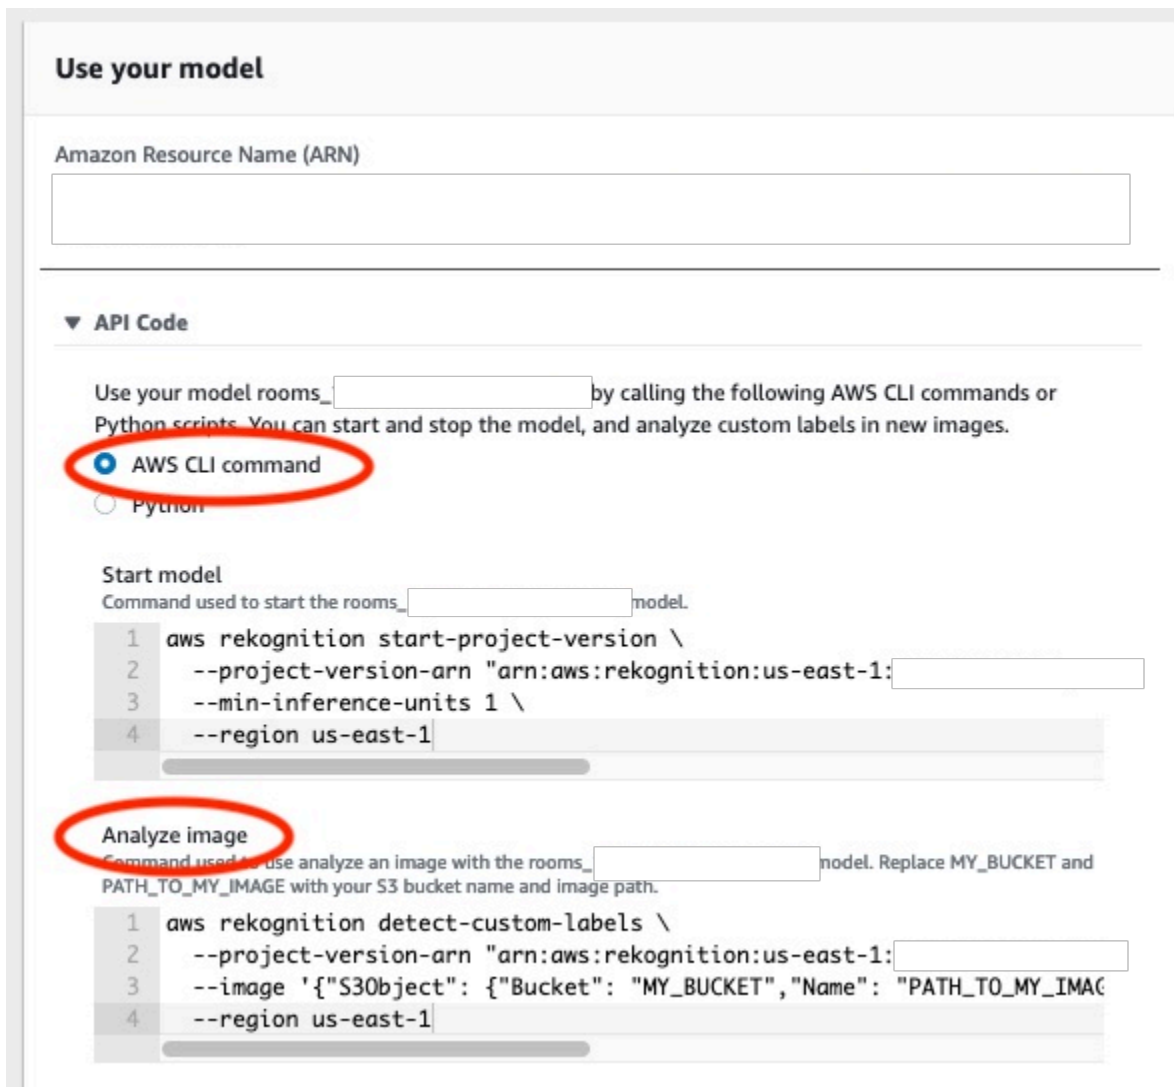 Use your model
Amazon Resource Name (ARN)
▼ API Code
Use your model rooms_ by calling the following AWS CLI commands or
Python scripts. You can start and stop the model, and analyze custom labels in new images.
AWS CLI command
Python
Start model
Command used to start the rooms_ model.
1 aws rekognition start-project-version \
2 --project-version-arn "arn:aws:rekognition:us-east-1:
3 --min-inference-units 1 \
4 --region us-east-1
Analyze image
Command used to use analyze an image with the rooms_ model. Replace MY_BUCKET and
PATH_TO_MY_IMAGE with your S3 bucket name and image path.
1 aws rekognition detect-custom-labels \
2 --project-version-arn "arn:aws:rekognition:us-east-1:
3 --image '{"S3Object": {"Bucket": "MY_BUCKET","Name": "PATH_TO_MY_IMAG
4 --region us-east-1